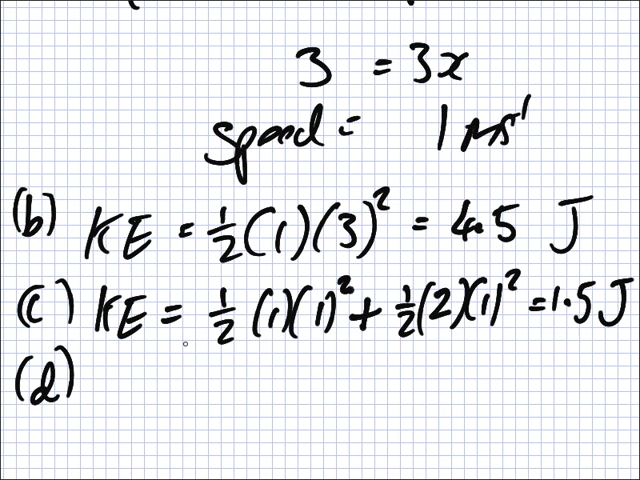 3 = 3x
speed = 1 ms⁻¹
(b) KE = ½(1)(3)² = 4.5 J
(c) KE = ½(1)(1)² + ½(2)(1)² = 1.5 J
(d)